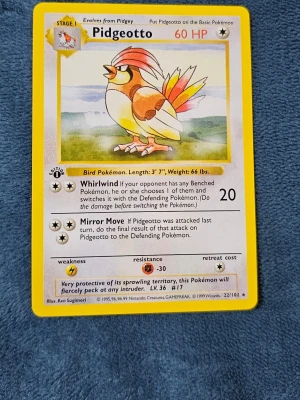 STAGE 1 Evolves from Pidgey Put Pidgeotto on the Basic Pokémon
Pidgeotto 60 HP
EDITION
1
Bird Pokémon. Length: 3' 7", Weight: 66 lbs.
Whirlwind If your opponent has any Benched
Pokémon, he or she chooses 1 of them and
switches it with the Defending Pokémon. (Do
the damage before switching the Pokémon.)
20
Mirror Move If Pidgeotto was attacked last
turn, do the final result of that attack on
Pidgeotto to the Defending Pokémon.
weakness resistance retreat cost
-30
Very protective of its sprawling territory, this Pokémon will
fiercely peck at any intruder. LV. 36 #17
Illus. Ken Sugimori © 1995, 96, 98 Nintendo, Creatures, GAMEFREAK. © 1999 Wizards. 22/102